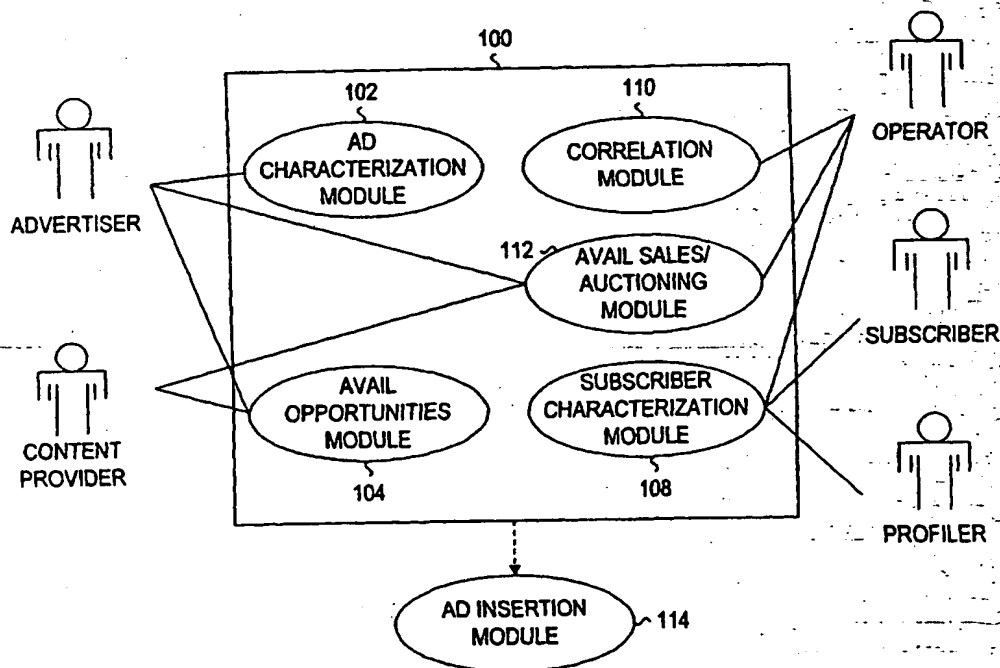 100
102
AD
CHARACTERIZATION
MODULE
110
CORRELATION
MODULE
OPERATOR
ADVERTISER
112
AVAIL SALES/
AUCTIONING
MODULE
SUBSCRIBER
CONTENT
PROVIDER
AVAIL
OPPORTUNITIES
MODULE
104
SUBSCRIBER
CHARACTERIZATION
MODULE
108
PROFILER
AD INSERTION
MODULE
114